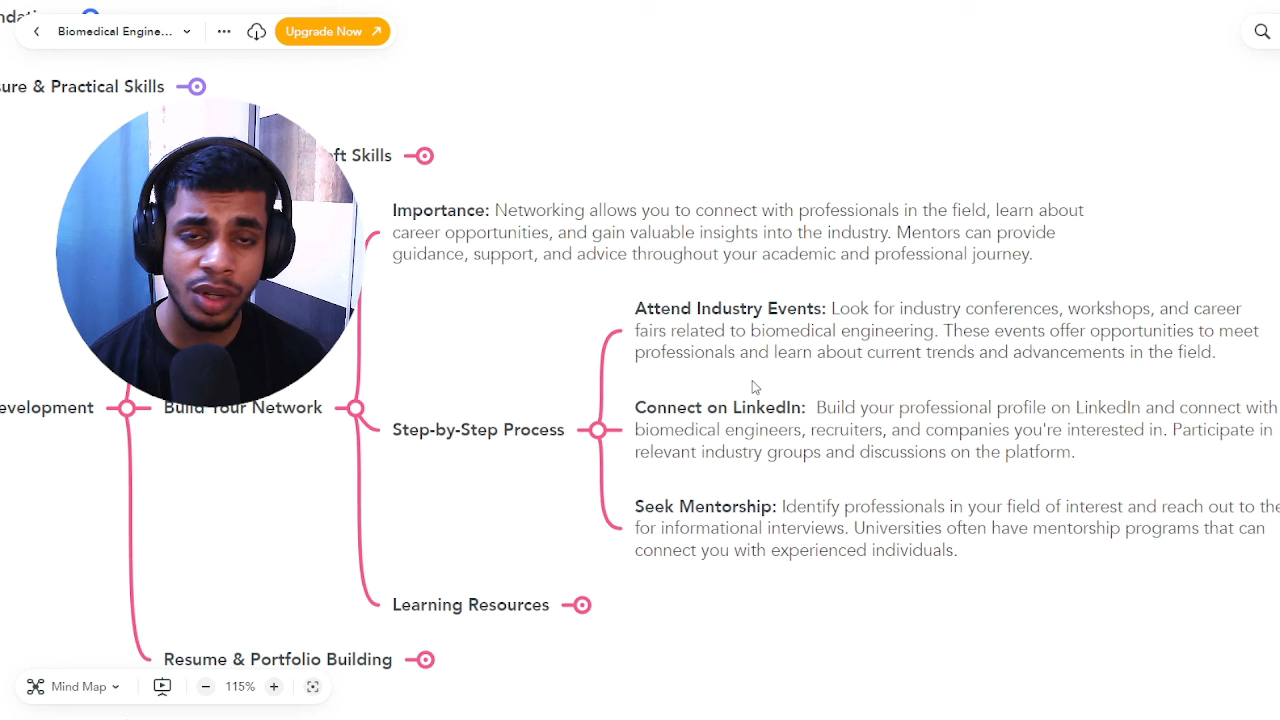 Biomedical Engine...
...
Upgrade Now
sure & Practical Skills
ft Skills
Importance: Networking allows you to connect with professionals in the field, learn about
career opportunities, and gain valuable insights into the industry. Mentors can provide
guidance, support, and advice throughout your academic and professional journey.
Attend Industry Events: Look for industry conferences, workshops, and career
fairs related to biomedical engineering. These events offer opportunities to meet
professionals and learn about current trends and advancements in the field.
evelopment
Build Your Network
Step-by-Step Process
Connect on LinkedIn: Build your professional profile on LinkedIn and connect with
biomedical engineers, recruiters, and companies you're interested in. Participate in
relevant industry groups and discussions on the platform.
Seek Mentorship: Identify professionals in your field of interest and reach out to the
for informational interviews. Universities often have mentorship programs that can
connect you with experienced individuals.
Learning Resources
Resume & Portfolio Building
Mind Map
115%